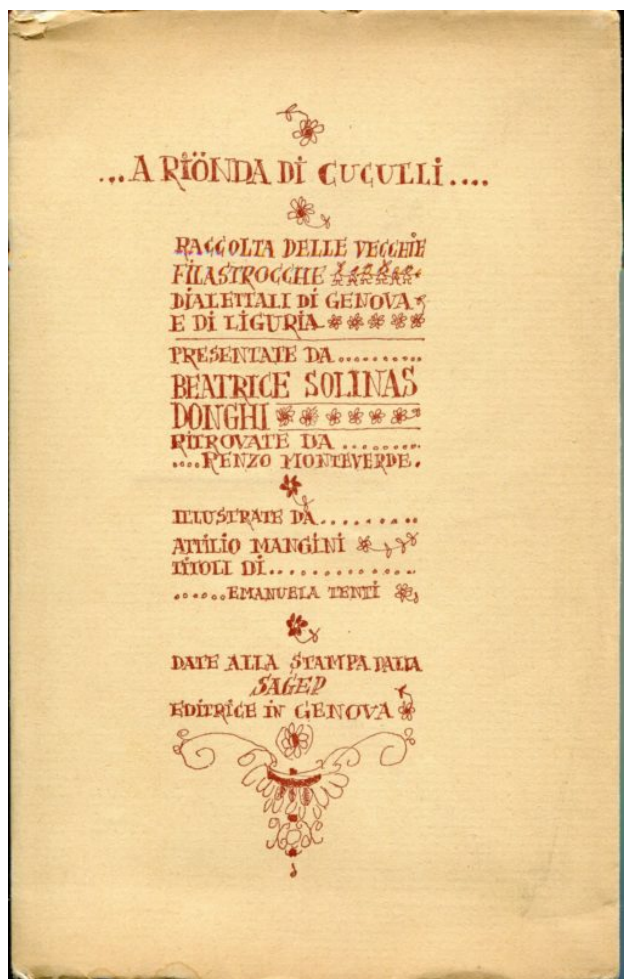 ...A RIÖNDA DI CUCULLI....
RACCOLTA DELLE VECCHIE
FILASTROCCHE
DIALETTALI DI GENOVA
E DI LIGURIA
PRESENTATE DA..........
BEATRICE SOLINAS
DONGHI
RITROVATE DA.........
....RENZO MONTEVERDE.
ILLUSTRATE DA.........
ATTILIO MANGINI
TITOLI DI..............
......EMANUELA TENTI
DATE ALLA STAMPA DALLA
SAGEP
EDITRICE IN GENOVA